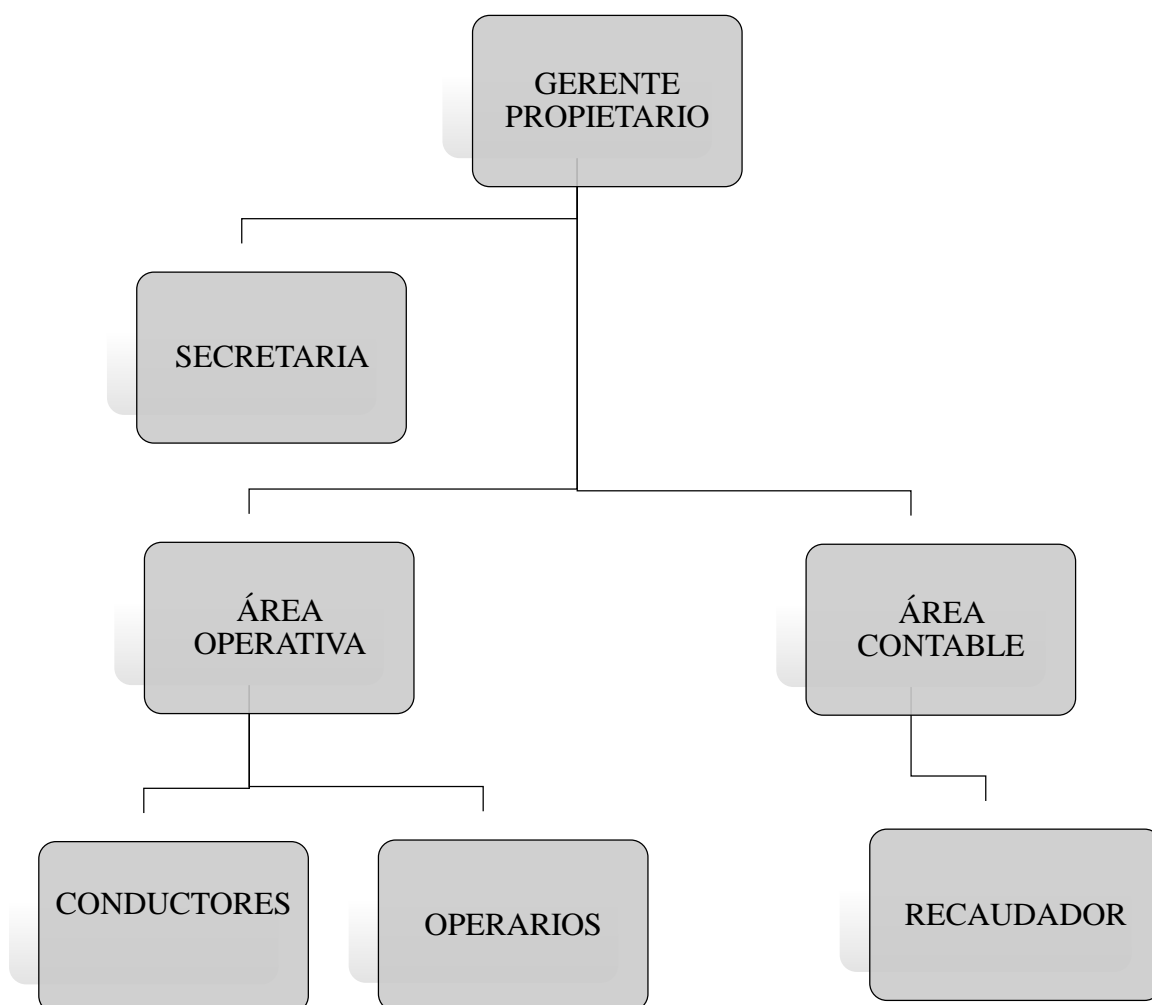 GERENTE
PROPIETARIO
SECRETARIA
ÁREA
OPERATIVA
ÁREA
CONTABLE
CONDUCTORES
OPERARIOS
RECAUDADOR